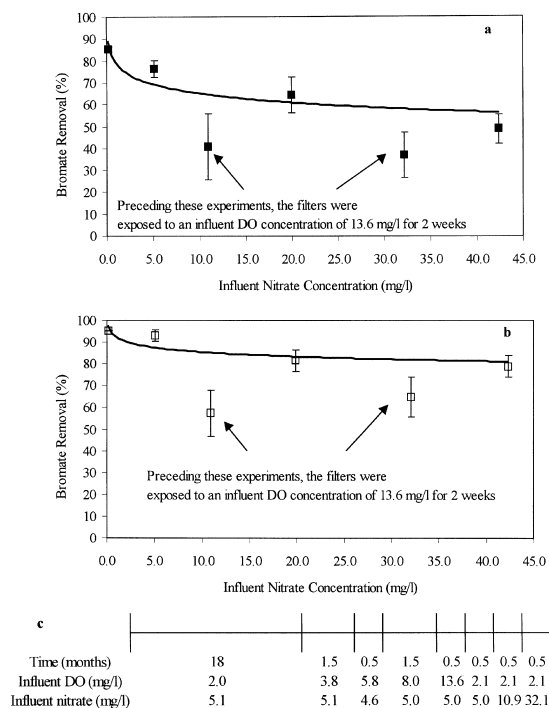 a
100
90
80
70
60
50
40
30
20
10
0
Bromate Removal (%)
Preceding these experiments, the filters were
exposed to an influent DO concentration of 13.6 mg/l for 2 weeks
0.0 5.0 10.0 15.0 20.0 25.0 30.0 35.0 40.0 45.0
Influent Nitrate Concentration (mg/l)
b
100
90
80
70
60
50
40
30
20
10
0
Bromate Removal (%)
Preceding these experiments, the filters were
exposed to an influent DO concentration of 13.6 mg/l for 2 weeks
0.0 5.0 10.0 15.0 20.0 25.0 30.0 35.0 40.0 45.0
Influent Nitrate Concentration (mg/l)
c
Time (months) 18 1.5 0.5 1.5 0.5 0.5 0.5 0.5
Influent DO (mg/l) 2.0 3.8 5.8 8.0 13.6 2.1 2.1 2.1
Influent nitrate (mg/l) 5.1 5.1 4.6 5.0 5.0 5.0 10.9 32.1